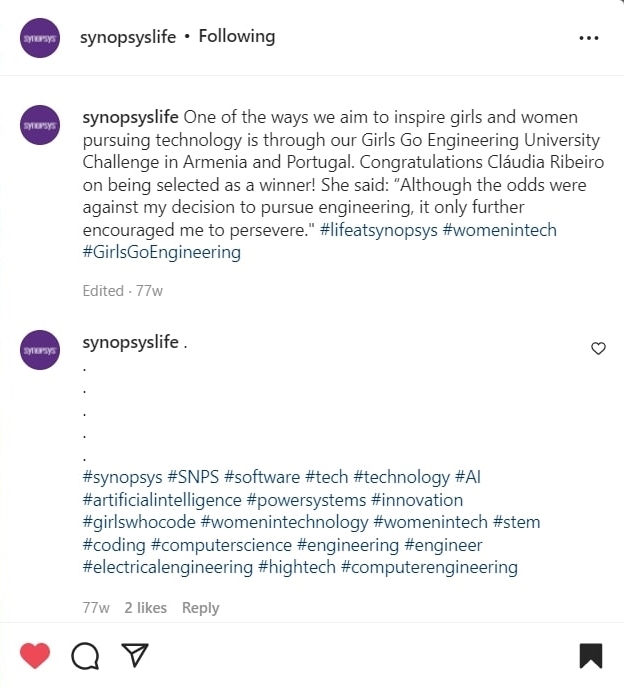 synopsys
synopsyslife • Following
synopsys
synopsyslife One of the ways we aim to inspire girls and women
pursuing technology is through our Girls Go Engineering University
Challenge in Armenia and Portugal. Congratulations Cláudia Ribeiro
on being selected as a winner! She said: “Although the odds were
against my decision to pursue engineering, it only further
encouraged me to persevere." #lifeatsynopsys #womenintech
#GirlsGoEngineering
Edited · 77w
synopsys
synopsyslife .
.
.
.
.
.
#synopsys #SNPS #software #tech #technology #AI
#artificialintelligence #powersystems #innovation
#girlswhocode #womenintechnology #womenintech #stem
#coding #computerscience #engineering #engineer
#electricalengineering #hightech #computerengineering
77w 2 likes Reply